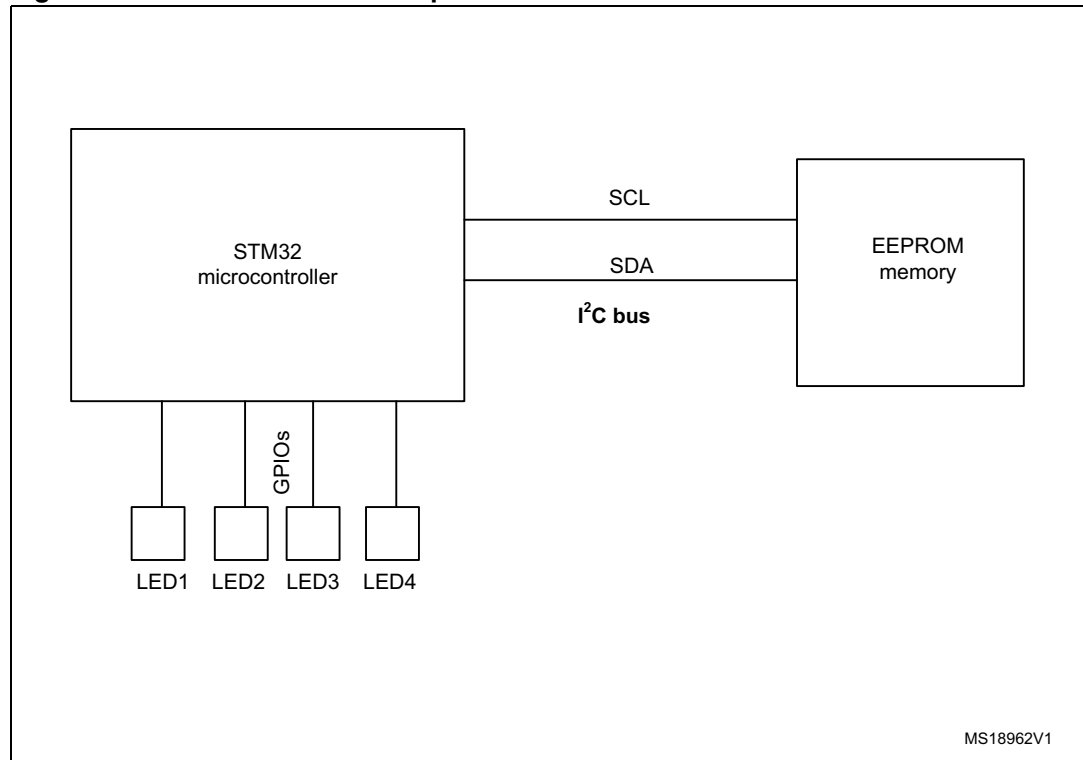 STM32
microcontroller
SCL
SDA
I²C bus
EEPROM
memory
GPIOs
LED1 LED2 LED3 LED4
MS18962V1